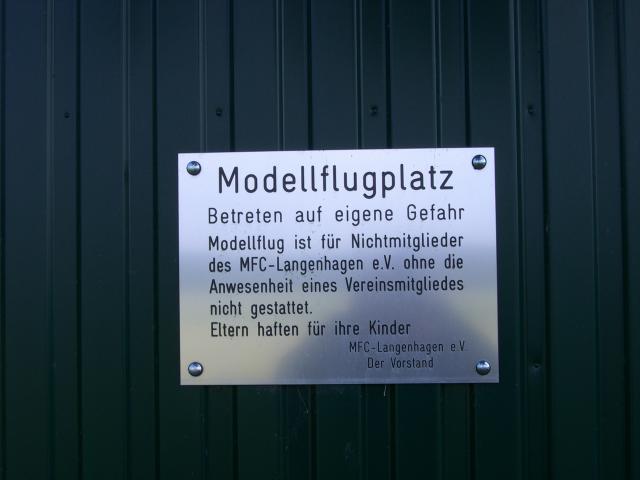 Modellflugplatz
Betreten auf eigene Gefahr
Modellflug ist für Nichtmitglieder
des MFC-Langenhagen e.V. ohne die
Anwesenheit eines Vereinsmitgliedes
nicht gestattet.
Eltern haften für ihre Kinder
MFC-Langenhagen e.V.
Der Vorstand